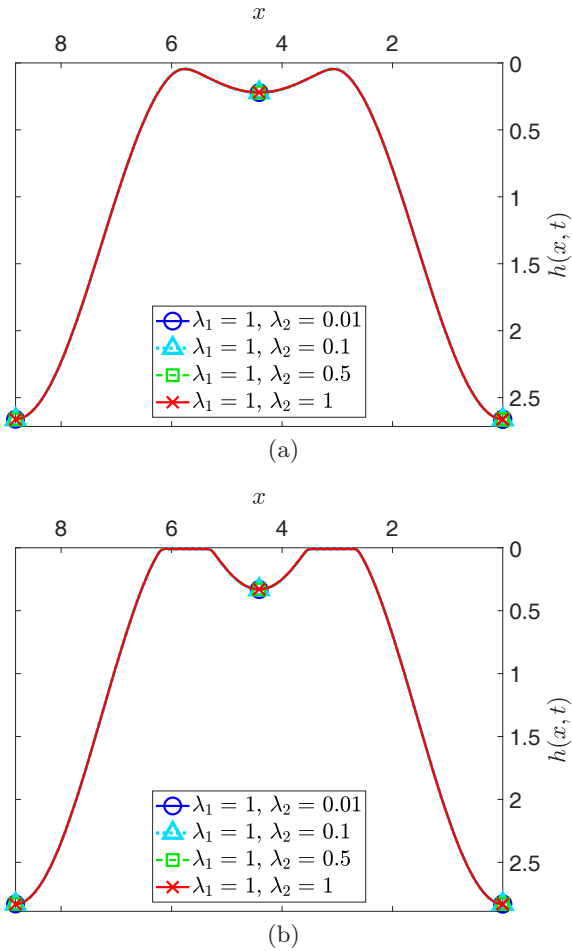 x
8 6 4 2
0
0.5
1
1.5
2
2.5
h(x, t)
λ₁ = 1, λ₂ = 0.01
λ₁ = 1, λ₂ = 0.1
λ₁ = 1, λ₂ = 0.5
λ₁ = 1, λ₂ = 1
(a)
x
8 6 4 2
0
0.5
1
1.5
2
2.5
h(x, t)
λ₁ = 1, λ₂ = 0.01
λ₁ = 1, λ₂ = 0.1
λ₁ = 1, λ₂ = 0.5
λ₁ = 1, λ₂ = 1
(b)